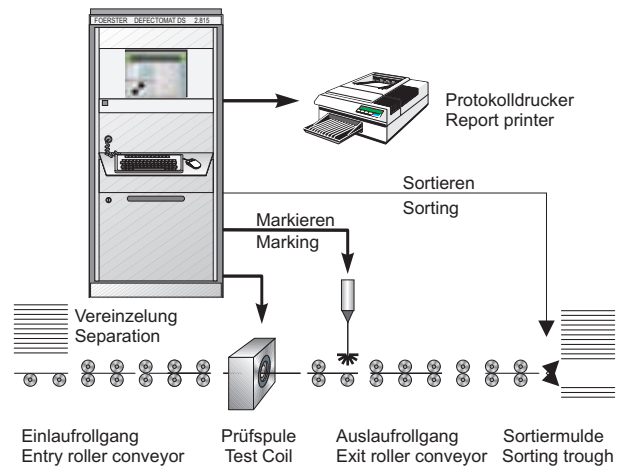 FOERSTER DEFECTOMAT DS 2.815
Protokolldrucker
Report printer
Sortieren
Sorting
Markieren
Marking
Vereinzelung
Separation
Einlaufrollgang
Entry roller conveyor
Prüfspule
Test Coil
Auslaufrollgang
Exit roller conveyor
Sortiermulde
Sorting trough